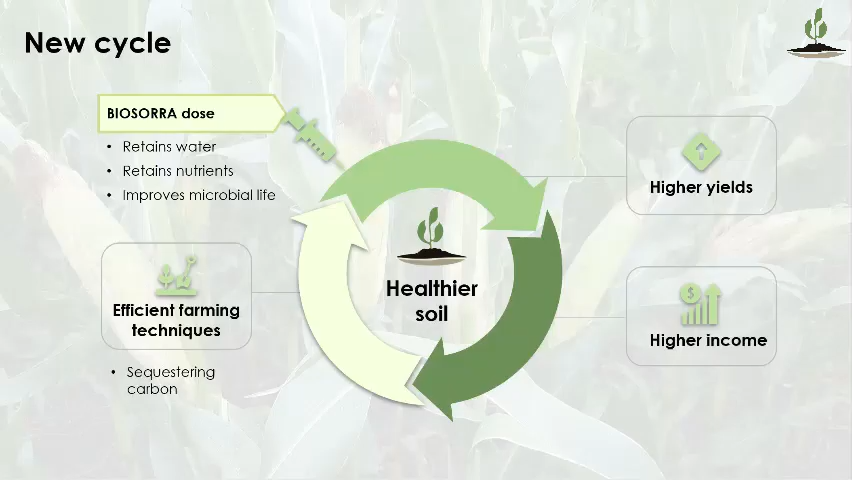 New cycle
BIOSORRA dose
• Retains water
• Retains nutrients
• Improves microbial life
Efficient farming
techniques
• Sequestering
carbon
Healthier
soil
Higher yields
$
Higher income